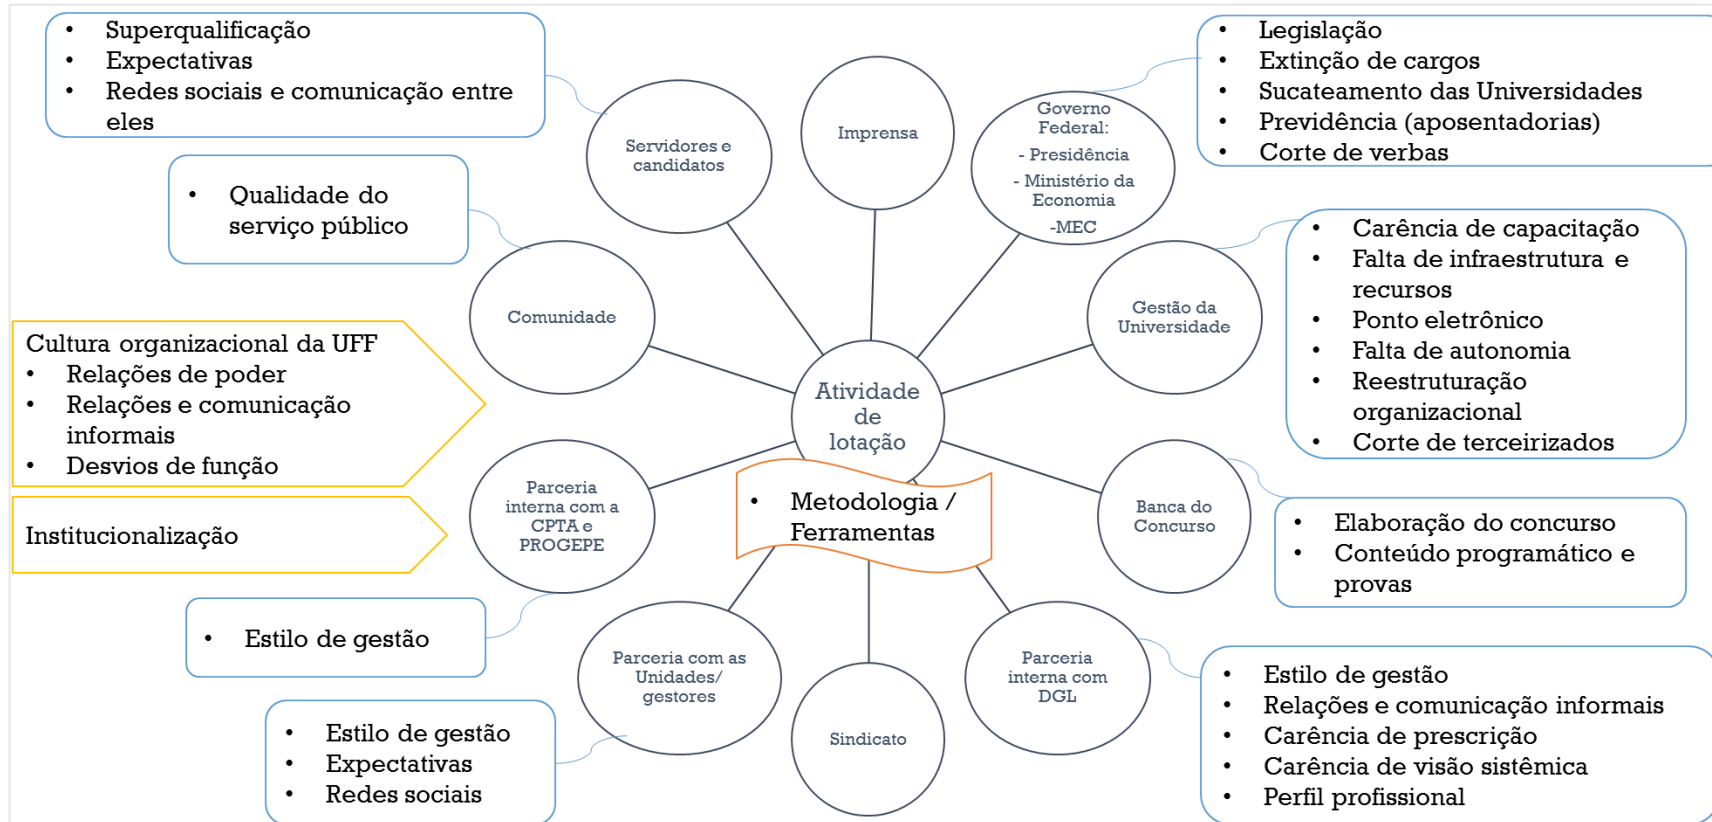 • Superqualificação
• Expectativas
• Redes sociais e comunicação entre
eles
Servidores e
candidatos
Imprensa
Governo
Federal:
- Presidência
- Ministério da
Economia
-MEC
• Legislação
• Extinção de cargos
• Sucateamento das Universidades
• Previdência (aposentadorias)
• Corte de verbas
• Qualidade do
serviço público
Comunidade
Gestão da
Universidade
• Carência de capacitação
• Falta de infraestrutura e
recursos
• Ponto eletrônico
• Falta de autonomia
• Reestruturação
organizacional
• Corte de terceirizados
Cultura organizacional da UFF
• Relações de poder
• Relações e comunicação
informais
• Desvios de função
Atividade
de
lotação
• Metodologia /
Ferramentas
Institucionalização
Parceria
interna com a
CPTA e
PROGEPE
Banca do
Concurso
• Elaboração do concurso
• Conteúdo programático e
provas
• Estilo de gestão
Parceria com as
Unidades/
gestores
Sindicato
Parceria
interna com
DGL
• Estilo de gestão
• Expectativas
• Redes sociais
• Estilo de gestão
• Relações e comunicação informais
• Carência de prescrição
• Carência de visão sistêmica
• Perfil profissional